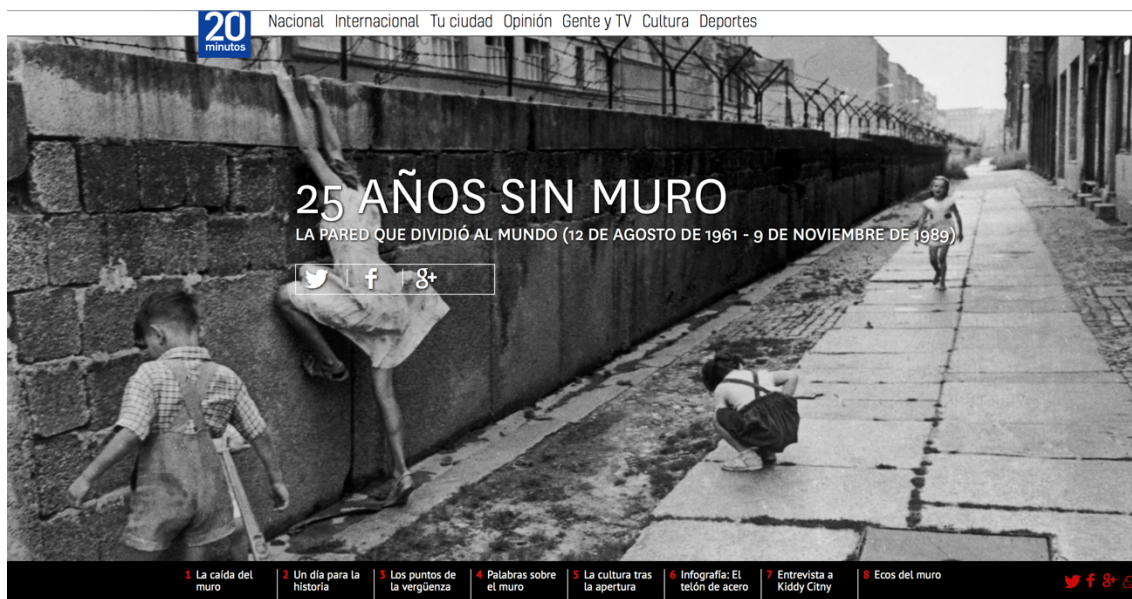 20
minutos
Nacional Internacional Tu ciudad Opinión Gente y TV Cultura Deportes
25 AÑOS SIN MURO
LA PARED QUE DIVIDIÓ AL MUNDO (12 DE AGOSTO DE 1961 - 9 DE NOVIEMBRE DE 1989)
1 La caída del
muro
2 Un día para la
historia
3 Los puntos de
la vergüenza
4 Palabras sobre
el muro
5 La cultura tras
la apertura
6 Infografía: El
telón de acero
7 Entrevista a
Kiddy Citny
8 Ecos del muro